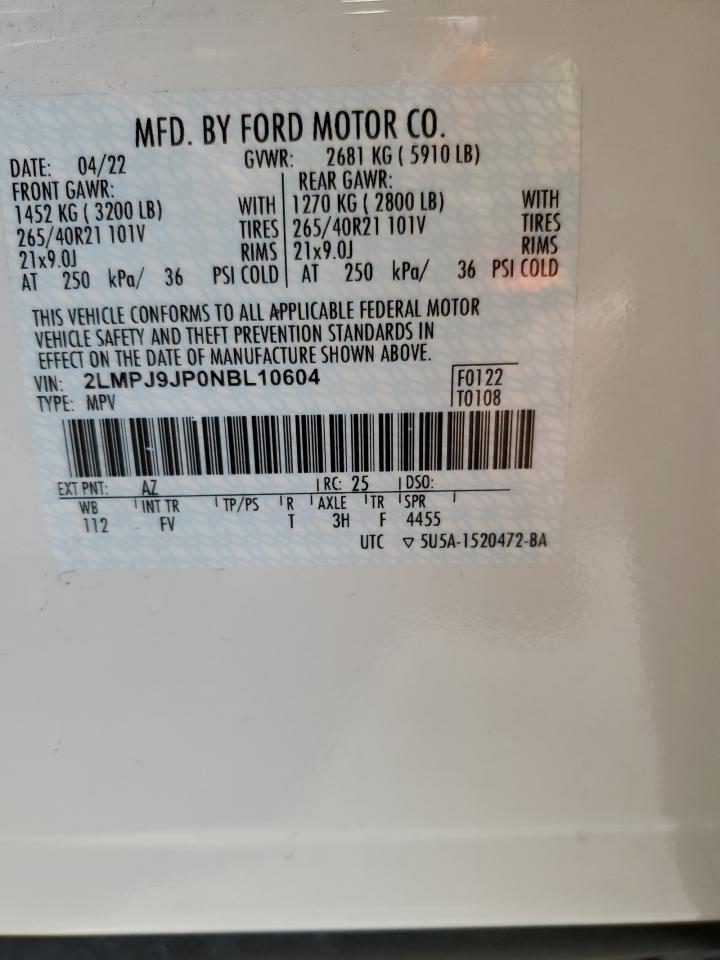 MFD. BY FORD MOTOR CO.
DATE: 04/22 GVWR: 2681 KG ( 5910 LB)
FRONT GAWR: REAR GAWR:
1452 KG ( 3200 LB) WITH 1270 KG ( 2800 LB) WITH
265/40R21 101V TIRES 265/40R21 101V TIRES
21x9.0J RIMS 21x9.0J RIMS
AT 250 kPa/ 36 PSI COLD AT 250 kPa/ 36 PSI COLD
THIS VEHICLE CONFORMS TO ALL APPLICABLE FEDERAL MOTOR
VEHICLE SAFETY AND THEFT PREVENTION STANDARDS IN
EFFECT ON THE DATE OF MANUFACTURE SHOWN ABOVE.
VIN: 2LMPJ9JP0NBL10604 F0122
TYPE: MPV T0108
EXT PNT: AZ RC: 25 DSO:
WB INT TR TP/PS R AXLE TR SPR
112 FV T 3H F 4455
UTC ▽ 5U5A-1520472-BA